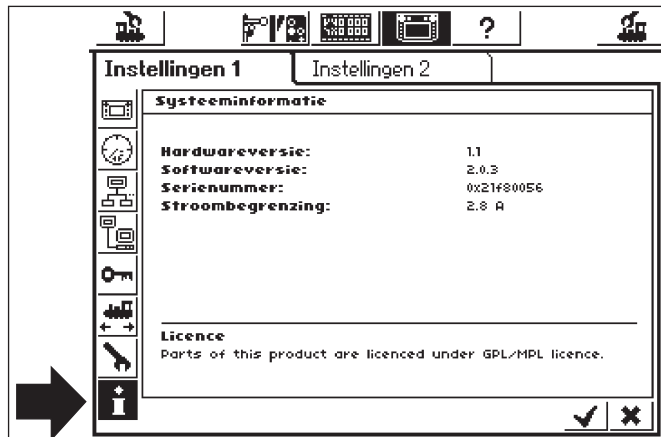 ?
Instellingen 1 Instellingen 2
Systeeminformatie
Hardwareversie: 1.1
Softwareversie: 2.0.3
Serienummer: 0x21f80056
Stroombegrenzing: 2.8 A
Licence
Parts of this product are licenced under GPL/MPL licence.
i